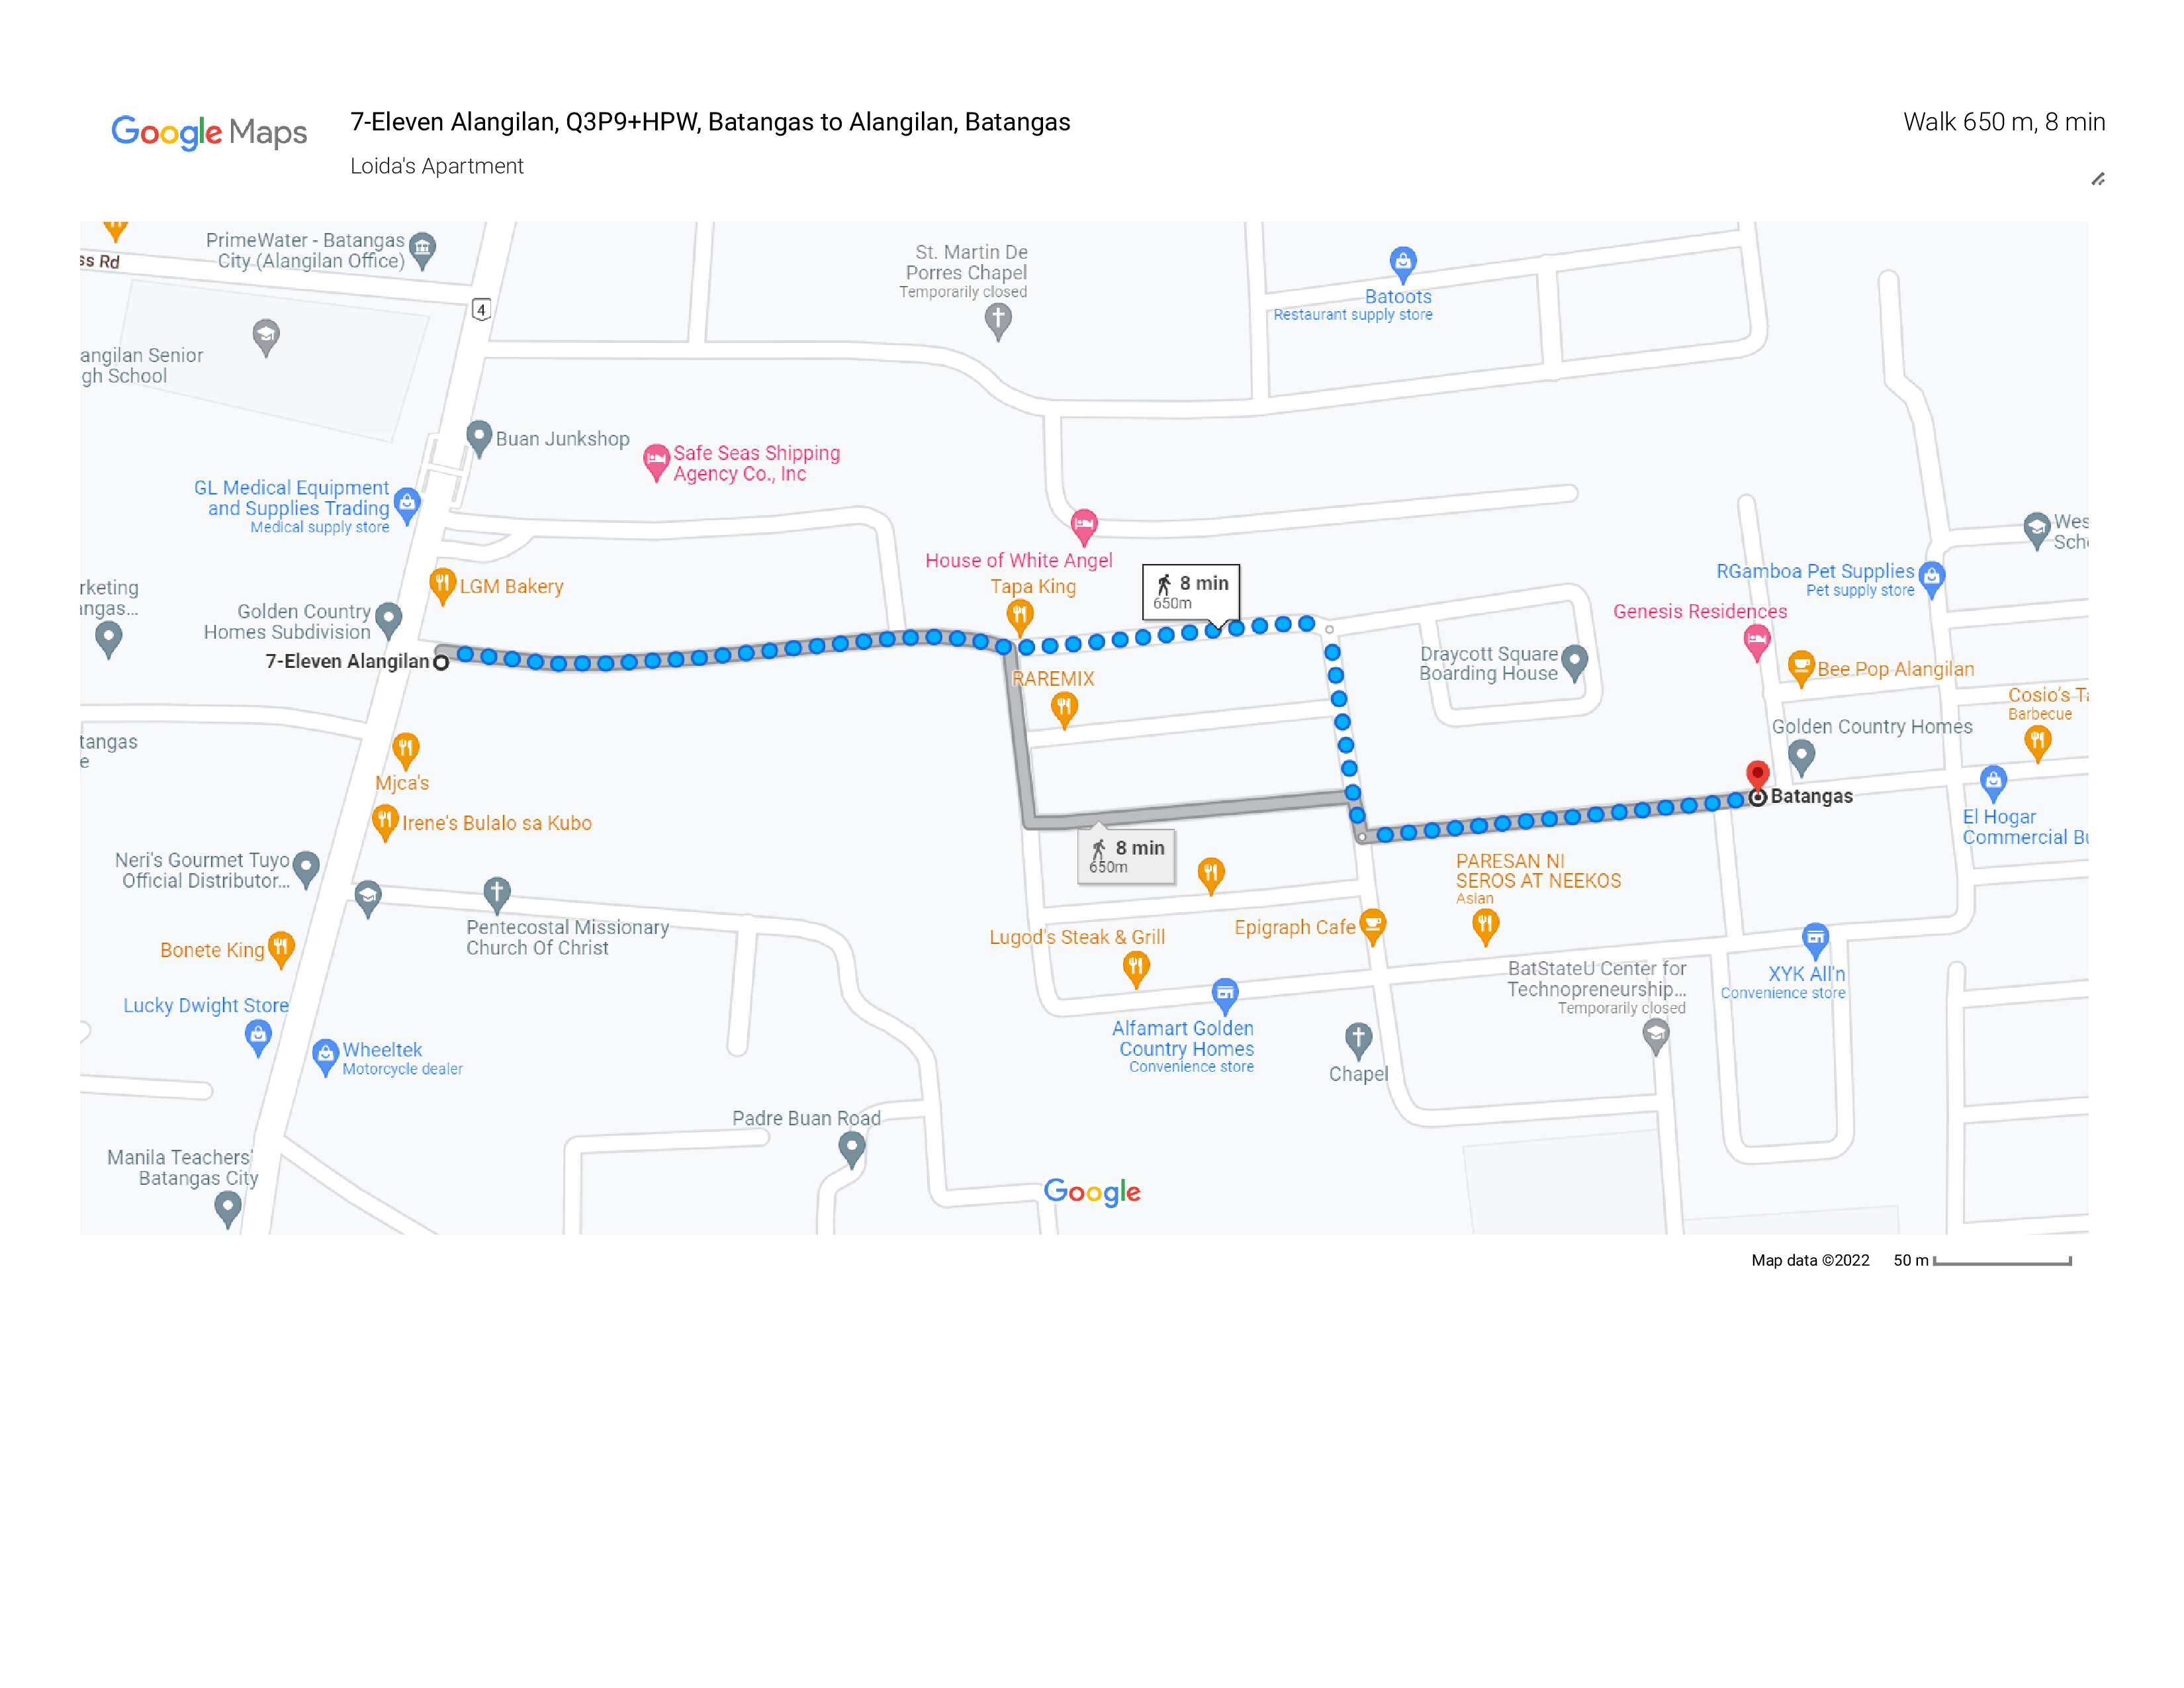 Google Maps
7-Eleven Alangilan, Q3P9+HPW, Batangas to Alangilan, Batangas
Walk 650 m, 8 min
Loida's Apartment
PrimeWater - Batangas
City (Alangilan Office)
ss Rd
4
St. Martin De
Porres Chapel
Temporarily closed
Batoots
Restaurant supply store
angilan Senior
gh School
Buan Junkshop
Safe Seas Shipping
Agency Co., Inc
GL Medical Equipment
and Supplies Trading
Medical supply store
Wes
Sch
House of White Angel
Tapa King
8 min
650m
RGamboa Pet Supplies
Pet supply store
LGM Bakery
rketing
angas...
Golden Country
Homes Subdivision
Genesis Residences
7-Eleven Alangilan
Draycott Square
Boarding House
Bee Pop Alangilan
RAREMIX
Cosio's Ta
Barbecue
Golden Country Homes
tangas
e
Mjca's
Batangas
Irene's Bulalo sa Kubo
El Hogar
Commercial Bu
8 min
650m
Neri's Gourmet Tuyo
Official Distributor...
PARESAN NI
SEROS AT NEEKOS
Asian
Pentecostal Missionary
Church Of Christ
Epigraph Cafe
Lugod's Steak & Grill
Bonete King
BatStateU Center for
Technopreneurship...
Temporarily closed
XYK All'n
Convenience store
Lucky Dwight Store
Alfamart Golden
Country Homes
Convenience store
Wheeltek
Motorcycle dealer
Chapel
Padre Buan Road
Manila Teachers'
Batangas City
Google
Map data ©2022
50 m